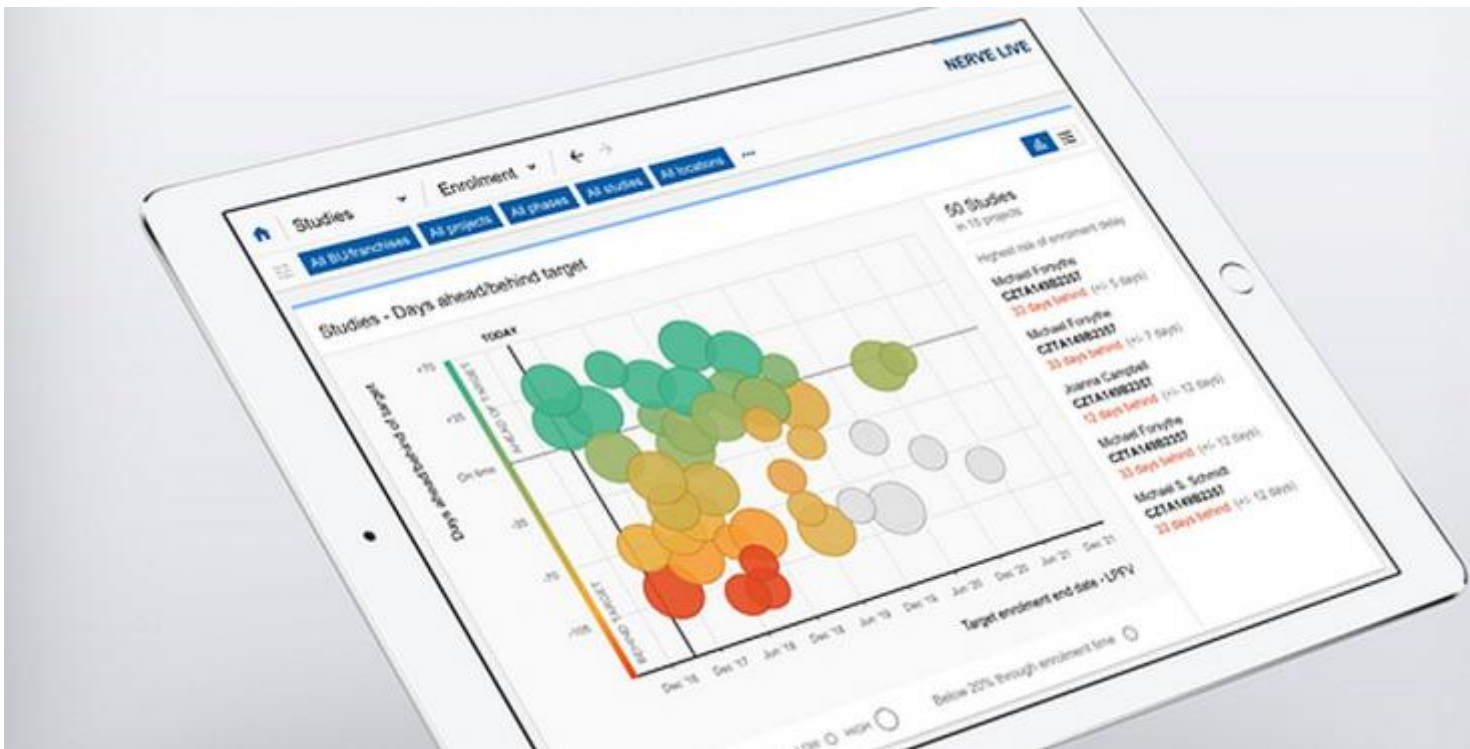 NERVE LIVE
Studies
Enrolment
All BU/franchises
All projects
All phases
All studies
All locations
...
Studies - Days ahead/behind target
TODAY
Days ahead/behind of target
+70
+35
On time
-35
-70
-105
AHEAD OF TARGET
BEHIND TARGET
Dec '16
Dec '17
Jun '18
Dec '18
Jun '19
Dec '19
Jun '20
Dec '20
Jun '21
Dec '21
Target enrolment end date - LPFV
HIGH
Below 20% through enrolment time
50 Studies
in 15 projects
Highest risk of enrolment delay
Michael Forsythe
CZTA149B2357
33 days behind (+/- 5 days)
Michael Forsythe
CZTA149B2357
33 days behind (+/- 7 days)
Joanna Campbell
CZTA149B2357
12 days behind (+/- 12 days)
Michael Forsythe
CZTA149B2357
33 days behind (+/- 12 days)
Michael S. Schmidt
CZTA149B2357
33 days behind (+/- 12 days)